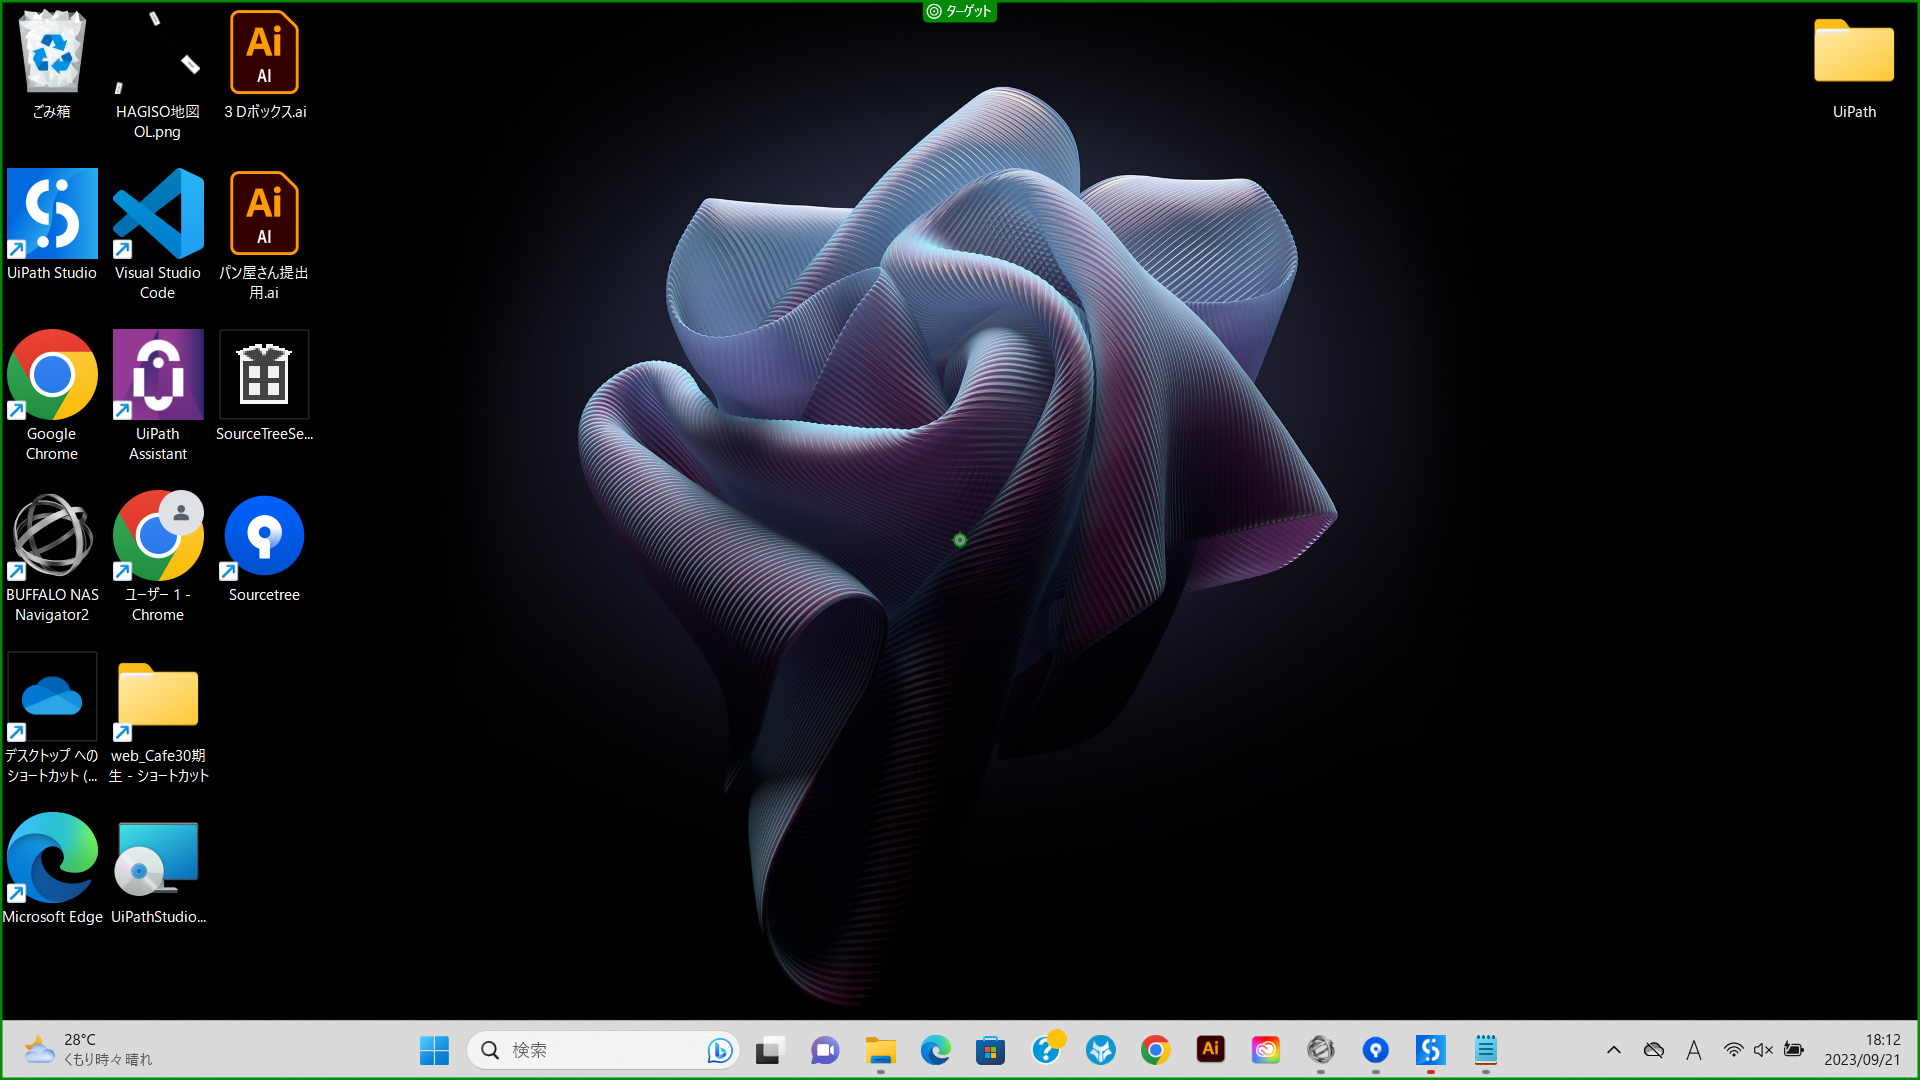 ターゲット
ごみ箱
HAGISO地図
OL.png
Ai
AI
３Dボックス.ai
UiPath
UiPath Studio
Visual Studio
Code
Ai
AI
パン屋さん提出
用.ai
Google
Chrome
UiPath
Assistant
SourceTreeSe...
BUFFALO NAS
Navigator2
ユーザー 1 -
Chrome
Sourcetree
デスクトップ への
ショートカット (...
web_Cafe30期
生 - ショートカット
Microsoft Edge
UiPathStudio...
28°C
くもり時々晴れ
検索
Ai
A
18:12
2023/09/21